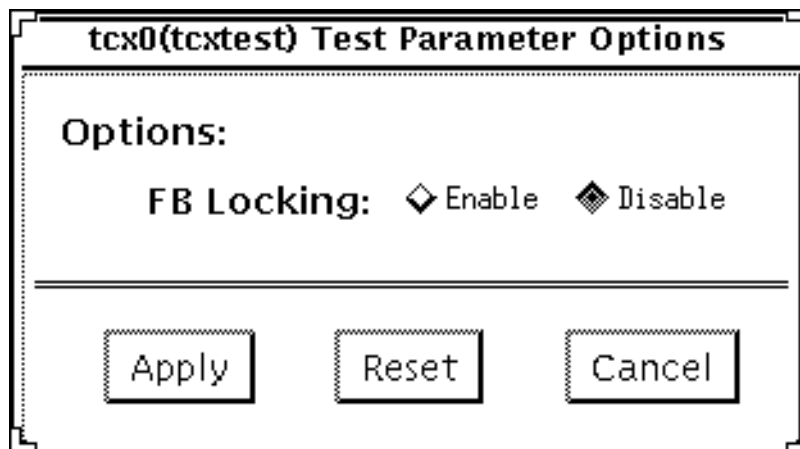 tcx0(tcxtest) Test Parameter Options
Options:
FB Locking: Enable Disable
Apply Reset Cancel